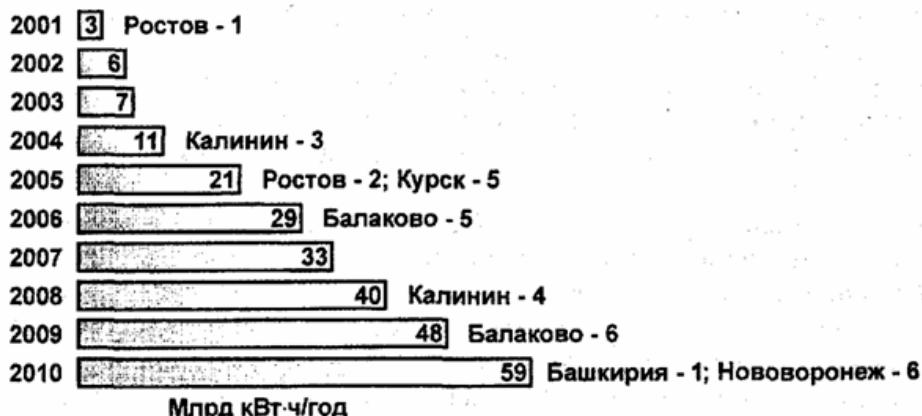 2001 3 Ростов - 1
2002 6
2003 7
2004 11 Калинин - 3
2005 21 Ростов - 2; Курск - 5
2006 29 Балаково - 5
2007 33
2008 40 Калинин - 4
2009 48 Балаково - 6
2010 59 Башкирия - 1; Нововоронеж - 6
Млрд кВт·ч/год